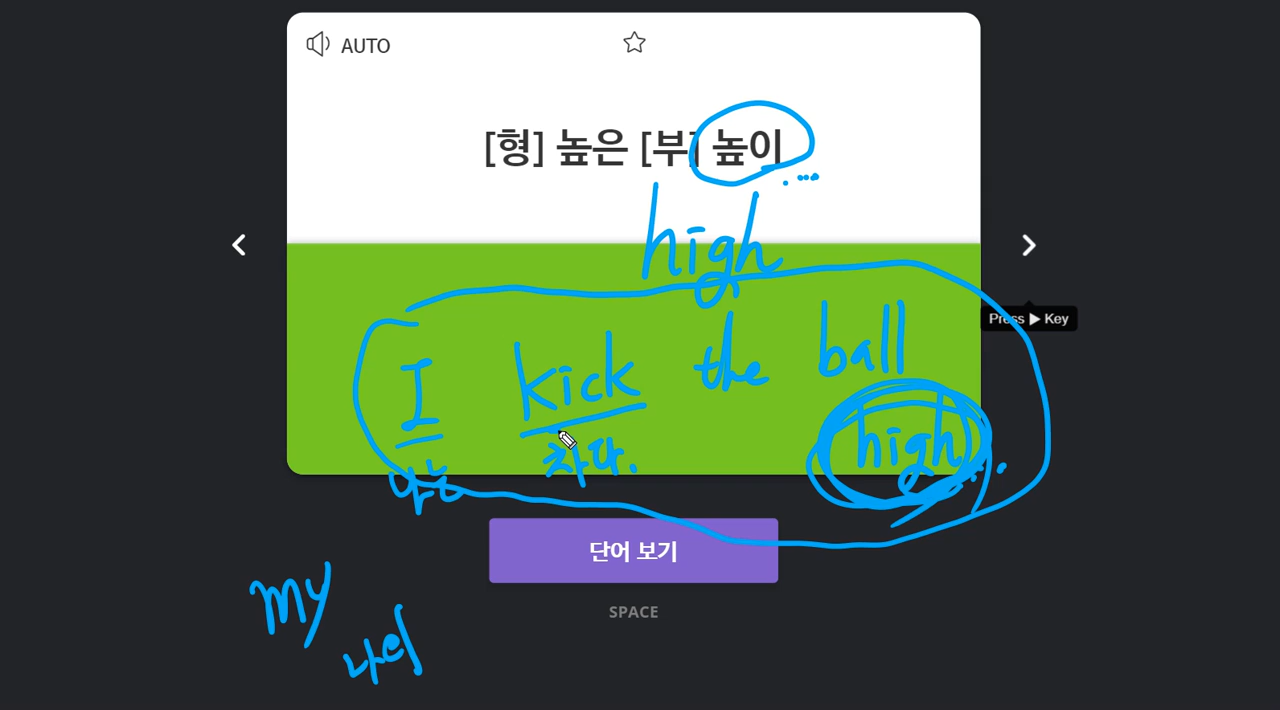 AUTO
[형] 높은 [부] 높이
high
Press ▶ Key
I kick the ball
high
나는 차다.
단어 보기
SPACE
my
나의